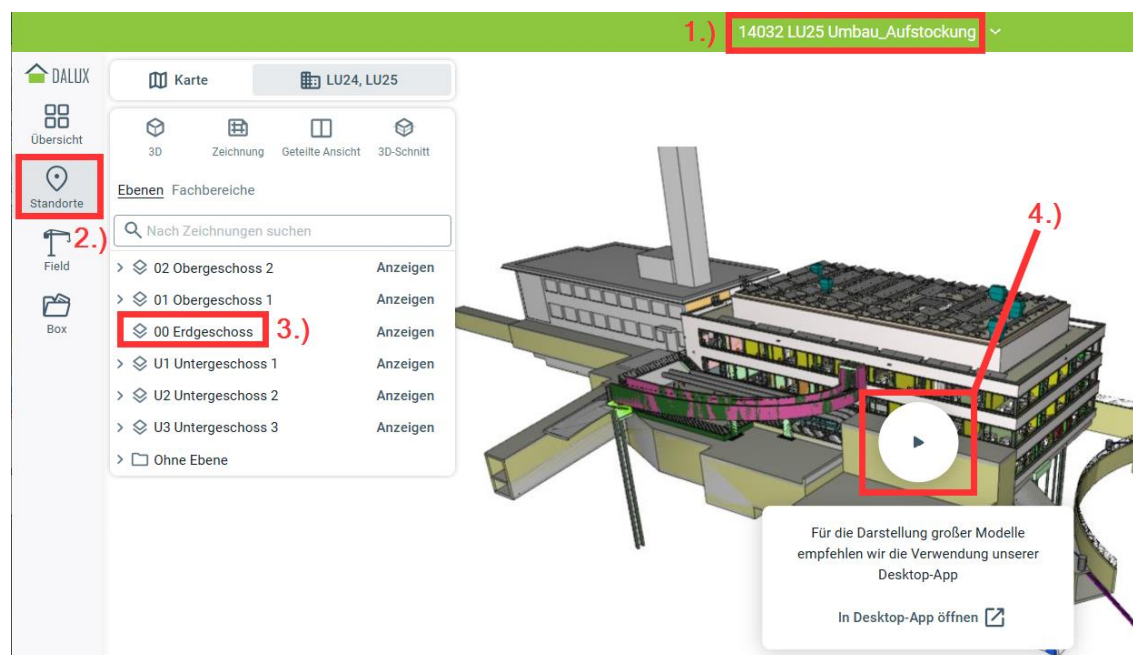 1.)
14032 LU25 Umbau_Aufstockung
DALUX
Übersicht
Standorte
2.)
Field
Box
Karte
LU24, LU25
3D
Zeichnung
Geteilte Ansicht
3D-Schnitt
Ebenen Fachbereiche
Nach Zeichnungen suchen
02 Obergeschoss 2 Anzeigen
01 Obergeschoss 1 Anzeigen
00 Erdgeschoss 3.) Anzeigen
U1 Untergeschoss 1 Anzeigen
U2 Untergeschoss 2 Anzeigen
U3 Untergeschoss 3 Anzeigen
Ohne Ebene
4.)
Für die Darstellung großer Modelle
empfehlen wir die Verwendung unserer
Desktop-App
In Desktop-App öffnen